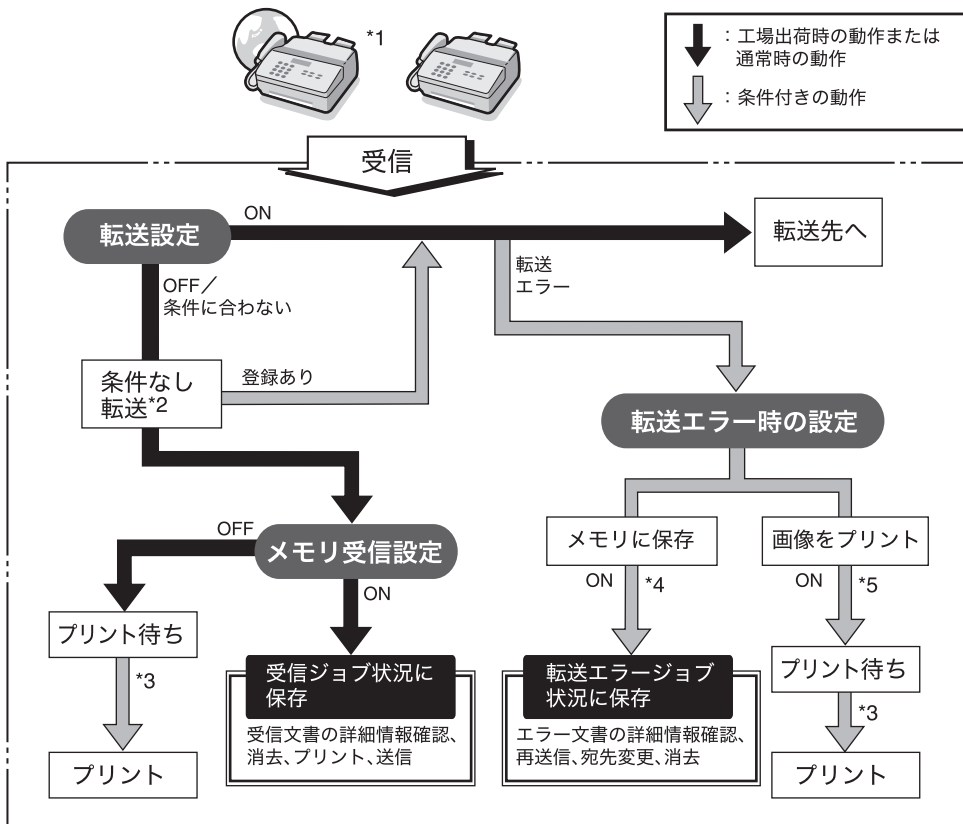 *1
：工場出荷時の動作または
通常時の動作
：条件付きの動作
受信
転送設定
ON
転送先へ
OFF／
条件に合わない
転送
エラー
条件なし
転送*2
登録あり
転送エラー時の設定
OFF
メモリ受信設定
ON
メモリに保存
画像をプリント
ON
*4
ON
*5
プリント待ち
*3
プリント
受信ジョブ状況に
保存
受信文書の詳細情報確認、
消去、プリント、送信
転送エラージョブ
状況に保存
エラー文書の詳細情報確認、
再送信、宛先変更、消去
プリント待ち
*3
プリント